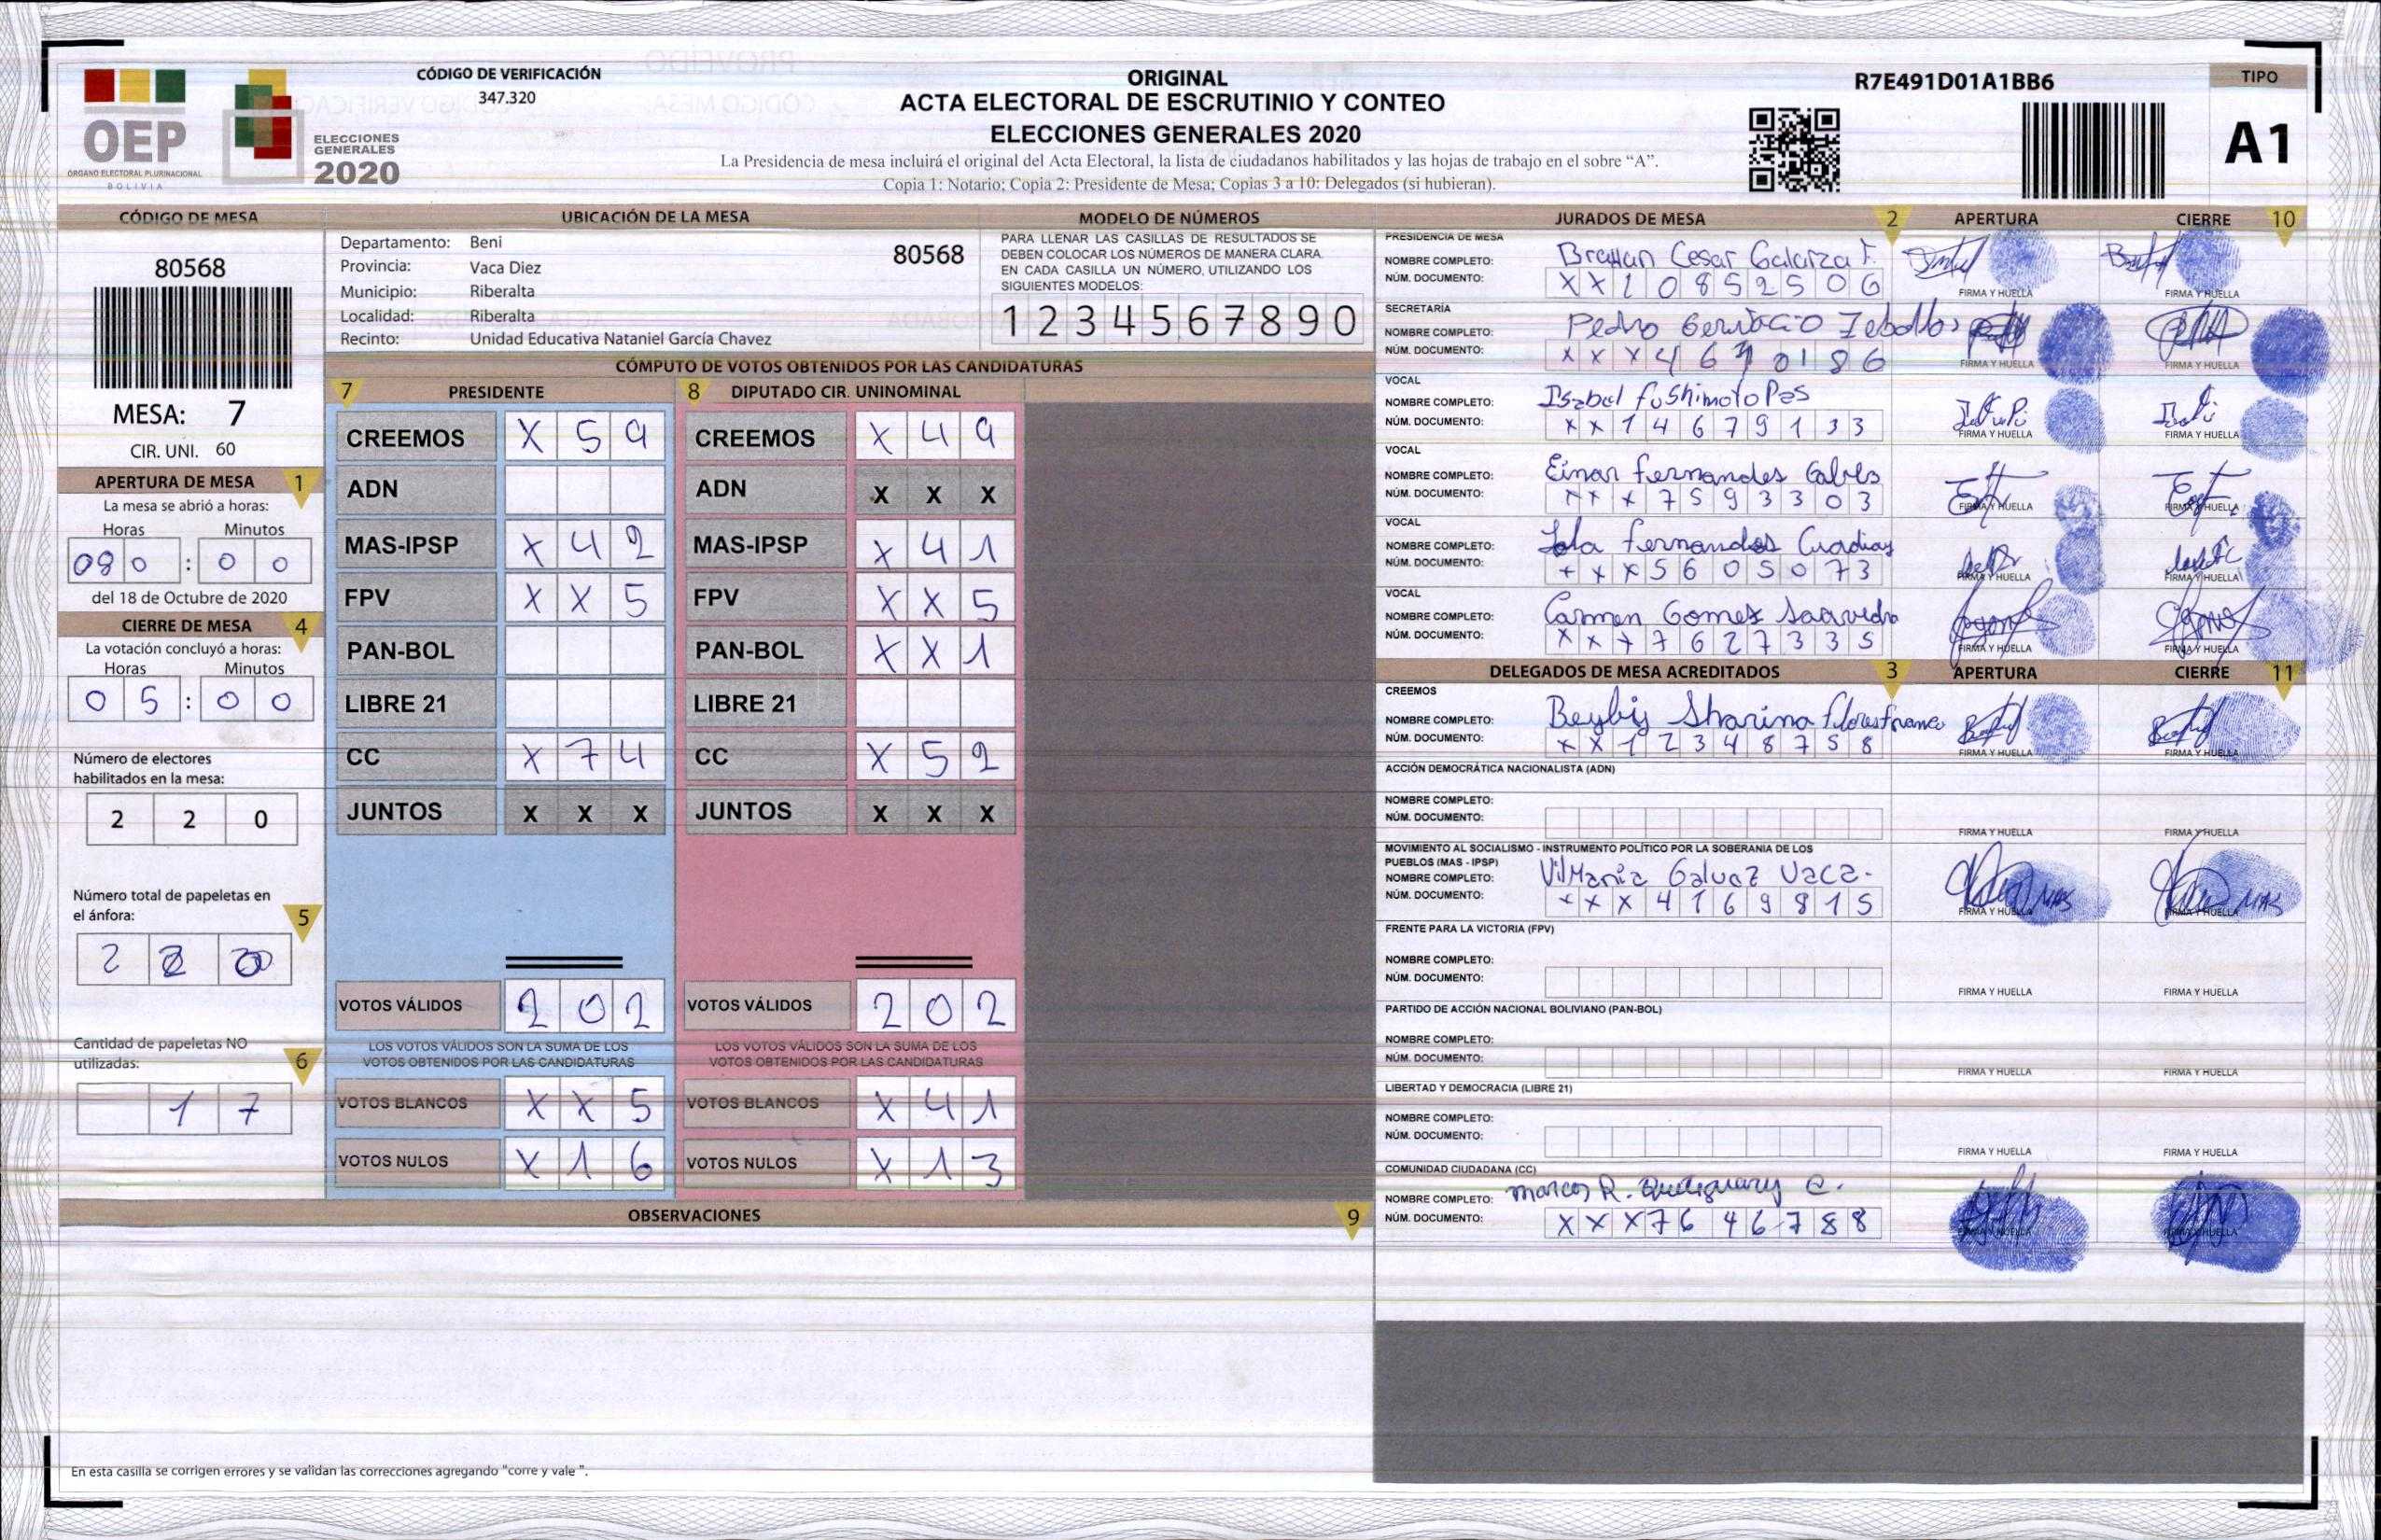 CÓDIGO DE VERIFICACIÓN
347.320
ORIGINAL
ACTA ELECTORAL DE ESCRUTINIO Y CONTEO
ELECCIONES GENERALES 2020
La Presidencia de mesa incluirá el original del Acta Electoral, la lista de ciudadanos habilitados y las hojas de trabajo en el sobre “A”.
Copia 1: Notario; Copia 2: Presidente de Mesa; Copias 3 a 10: Delegados (si hubieran).
R7E491D01A1BB6
TIPO
A1
OEP
ÓRGANO ELECTORAL PLURINACIONAL
BOLIVIA
ELECCIONES
GENERALES
2020
CÓDIGO DE MESA
80568
MESA: 7
CIR. UNI. 60
APERTURA DE MESA 1
La mesa se abrió a horas:
Horas Minutos
: 0 0
del 18 de Octubre de 2020
CIERRE DE MESA 4
La votación concluyó a horas:
Horas Minutos
0 5 : 0 0
Número de electores
habilitados en la mesa:
2 2 0
Número total de papeletas en
el ánfora: 5
2
Cantidad de papeletas NO
utilizadas: 6
1 7
UBICACIÓN DE LA MESA
Departamento: Beni 80568
Provincia: Vaca Diez
Municipio: Riberalta
Localidad: Riberalta
Recinto: Unidad Educativa Nataniel García Chavez
MODELO DE NÚMEROS
PARA LLENAR LAS CASILLAS DE RESULTADOS SE
DEBEN COLOCAR LOS NÚMEROS DE MANERA CLARA.
EN CADA CASILLA UN NÚMERO, UTILIZANDO LOS
SIGUIENTES MODELOS:
1 2 3 4 5 6 7 8 9 0
CÓMPUTO DE VOTOS OBTENIDOS POR LAS CANDIDATURAS
7 PRESIDENTE 8 DIPUTADO CIR. UNINOMINAL
CREEMOS X 5 9 CREEMOS X 4 9
ADN ADN X X X
MAS-IPSP X 4 2 MAS-IPSP X 4 1
FPV X X 5 FPV X X 5
PAN-BOL PAN-BOL X X 1
LIBRE 21 LIBRE 21
CC X 7 4 CC X 5 2
JUNTOS X X X JUNTOS X X X
VOTOS VÁLIDOS 2 0 2 VOTOS VÁLIDOS 2 0 2
LOS VOTOS VÁLIDOS SON LA SUMA DE LOS LOS VOTOS VÁLIDOS SON LA SUMA DE LOS
VOTOS OBTENIDOS POR LAS CANDIDATURAS VOTOS OBTENIDOS POR LAS CANDIDATURAS
VOTOS BLANCOS X X 5 VOTOS BLANCOS X 4 1
VOTOS NULOS X 1 6 VOTOS NULOS X 1 3
OBSERVACIONES 9
En esta casilla se corrigen errores y se validan las correcciones agregando "corre y vale ".
JURADOS DE MESA 2 APERTURA CIERRE 10
PRESIDENCIA DE MESA
NOMBRE COMPLETO: Cesar Galarza F.
NÚM. DOCUMENTO: X X 1 0 8 5 2 5 0 6 FIRMA Y HUELLA FIRMA Y HUELLA
SECRETARÍA
NOMBRE COMPLETO: Pedro
NÚM. DOCUMENTO: FIRMA Y HUELLA FIRMA Y HUELLA
VOCAL
NOMBRE COMPLETO: Isabel
NÚM. DOCUMENTO: X X 1 4 6 7 9 1 3 3 FIRMA Y HUELLA FIRMA Y HUELLA
VOCAL
NOMBRE COMPLETO: Einar Fernandes
NÚM. DOCUMENTO: X X X 7 5 9 3 3 0 3 FIRMA Y HUELLA FIRMA Y HUELLA
VOCAL
NOMBRE COMPLETO: Fernandes
NÚM. DOCUMENTO: X X X 5 6 0 5 0 7 3 FIRMA Y HUELLA FIRMA Y HUELLA
VOCAL
NOMBRE COMPLETO: Carmen Gomes Saavedra
NÚM. DOCUMENTO: X X X 7 6 2 7 3 3 5 FIRMA Y HUELLA FIRMA Y HUELLA
DELEGADOS DE MESA ACREDITADOS 3 APERTURA CIERRE 11
CREEMOS
NOMBRE COMPLETO: Sharina
NÚM. DOCUMENTO: X X 1 2 3 4 8 7 5 8 FIRMA Y HUELLA FIRMA Y HUELLA
ACCIÓN DEMOCRÁTICA NACIONALISTA (ADN)
NOMBRE COMPLETO:
NÚM. DOCUMENTO: FIRMA Y HUELLA FIRMA Y HUELLA
MOVIMIENTO AL SOCIALISMO - INSTRUMENTO POLÍTICO POR LA SOBERANIA DE LOS
PUEBLOS (MAS - IPSP)
NOMBRE COMPLETO: Vaca
NÚM. DOCUMENTO: X X X 4 1 6 9 8 1 5 FIRMA Y HUELLA MAS FIRMA Y HUELLA MAS
FRENTE PARA LA VICTORIA (FPV)
NOMBRE COMPLETO:
NÚM. DOCUMENTO: FIRMA Y HUELLA FIRMA Y HUELLA
PARTIDO DE ACCIÓN NACIONAL BOLIVIANO (PAN-BOL)
NOMBRE COMPLETO:
NÚM. DOCUMENTO: FIRMA Y HUELLA FIRMA Y HUELLA
LIBERTAD Y DEMOCRACIA (LIBRE 21)
NOMBRE COMPLETO:
NÚM. DOCUMENTO: FIRMA Y HUELLA FIRMA Y HUELLA
COMUNIDAD CIUDADANA (CC)
NOMBRE COMPLETO: Marcos R.
NÚM. DOCUMENTO: X X X 7 6 4 6 7 8 8 FIRMA Y HUELLA FIRMA Y HUELLA